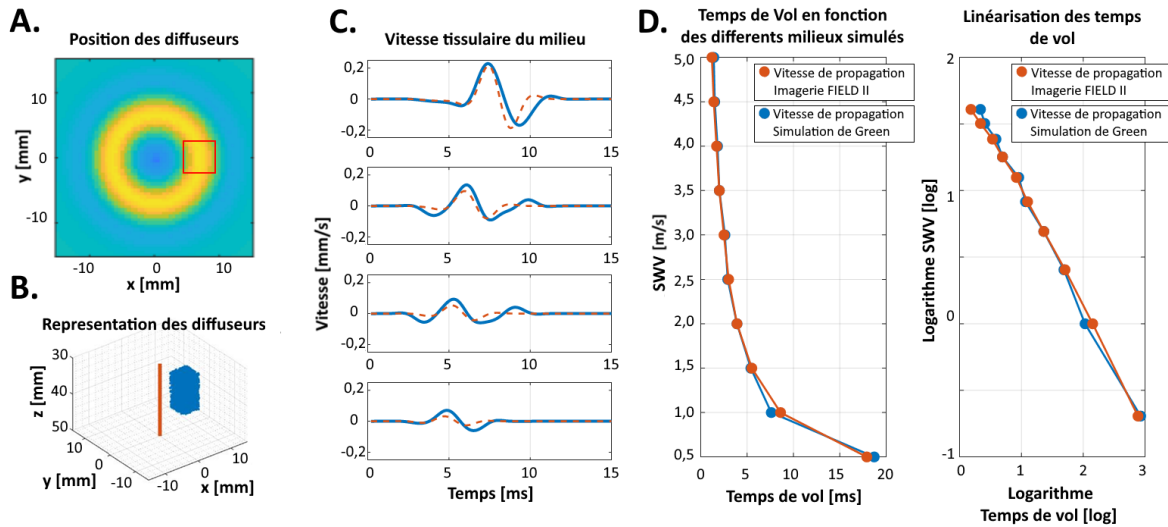 A.
Position des diffuseurs
10
0
-10
y [mm]
-10
0
10
x [mm]
B.
Representation des diffuseurs
30
40
50
z [mm]
10
0
-10
y [mm]
-10
0
10
x [mm]
C.
Vitesse tissulaire du milieu
0,2
0
-0,2
0
5
10
15
0,2
0
-0,2
0
5
10
15
0,2
0
-0,2
0
5
10
15
0,2
0
-0,2
0
5
10
15
Vitesse [mm/s]
Temps [ms]
D.
Temps de Vol en fonction
des differents milieux simulés
5,0
4,5
4,0
3,5
3,0
2,5
2,0
1,5
1,0
0,5
SWV [m/s]
Vitesse de propagation
Imagerie FIELD II
Vitesse de propagation
Simulation de Green
0
5
10
15
20
Temps de vol [ms]
Linéarisation des temps
de vol
2
1
0
-1
Logarithme SWV [log]
Vitesse de propagation
Imagerie FIELD II
Vitesse de propagation
Simulation de Green
0
1
2
3
Logarithme
Temps de vol [log]